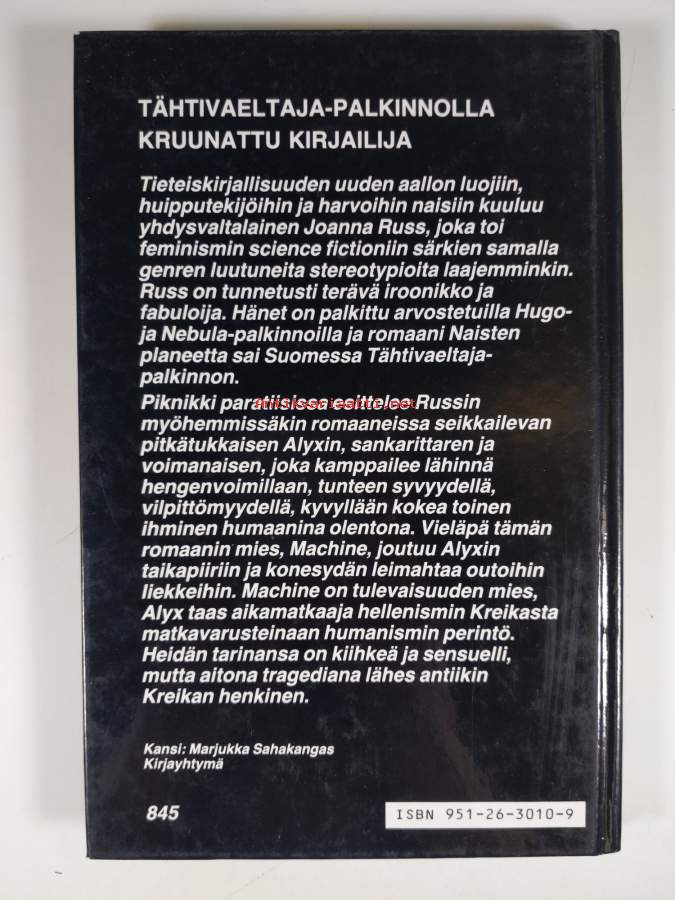 TÄHTIVAELTAJA-PALKINNOLLA
KRUUNATTU KIRJAILIJA
Tieteiskirjallisuuden uuden aallon luojiin,
huipputekijöihin ja harvoihin naisiin kuuluu
yhdysvaltalainen Joanna Russ, joka toi
feminismin science fictioniin särkien samalla
genren luutuneita stereotypioita laajemminkin.
Russ on tunnetusti terävä iroonikko ja
fabuloija. Hänet on palkittu arvostetuilla Hugo-
ja Nebula-palkinnoilla ja romaani Naisten
planeetta sai Suomessa Tähtivaeltaja-
palkinnon.
Piknikki paratiisissa esittelee Russin
myöhemmissäkin romaaneissa seikkailevan
pitkätukkaisen Alyxin, sankarittaren ja
voimanaisen, joka kamppailee lähinnä
hengenvoimillaan, tunteen syvyydellä,
vilpittömyydellä, kyvyllään kokea toinen
ihminen humaanina olentona. Vieläpä tämän
romaanin mies, Machine, joutuu Alyxin
taikapiiriin ja konesydän leimahtaa outoihin
liekkeihin. Machine on tulevaisuuden mies,
Alyx taas aikamatkaaja hellenismin Kreikasta
matkavarusteinaan humanismin perintö.
Heidän tarinansa on kiihkeä ja sensuelli,
mutta aitona tragediana lähes antiikin
Kreikan henkinen.
Kansi: Marjukka Sahakangas
Kirjayhtymä
845
ISBN 951-26-3010-9